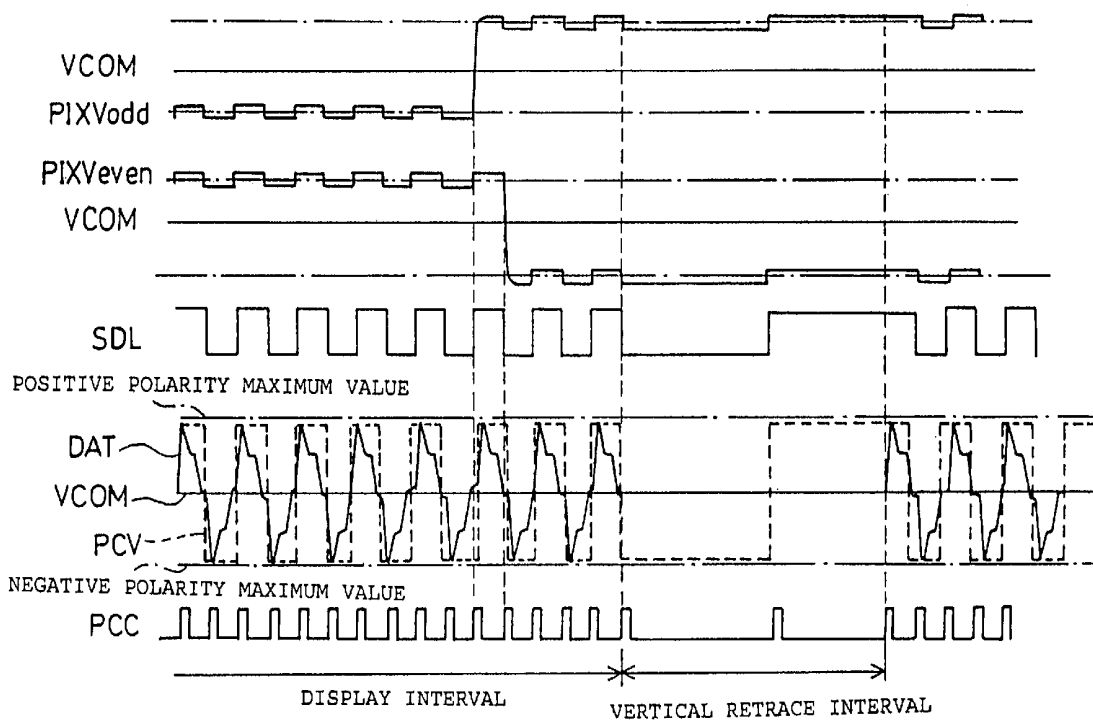 VCOM
PIXVodd
PIXVeven
VCOM
SDL
POSITIVE POLARITY MAXIMUM VALUE
DAT
VCOM
PCV
NEGATIVE POLARITY MAXIMUM VALUE
PCC
DISPLAY INTERVAL
VERTICAL RETRACE INTERVAL